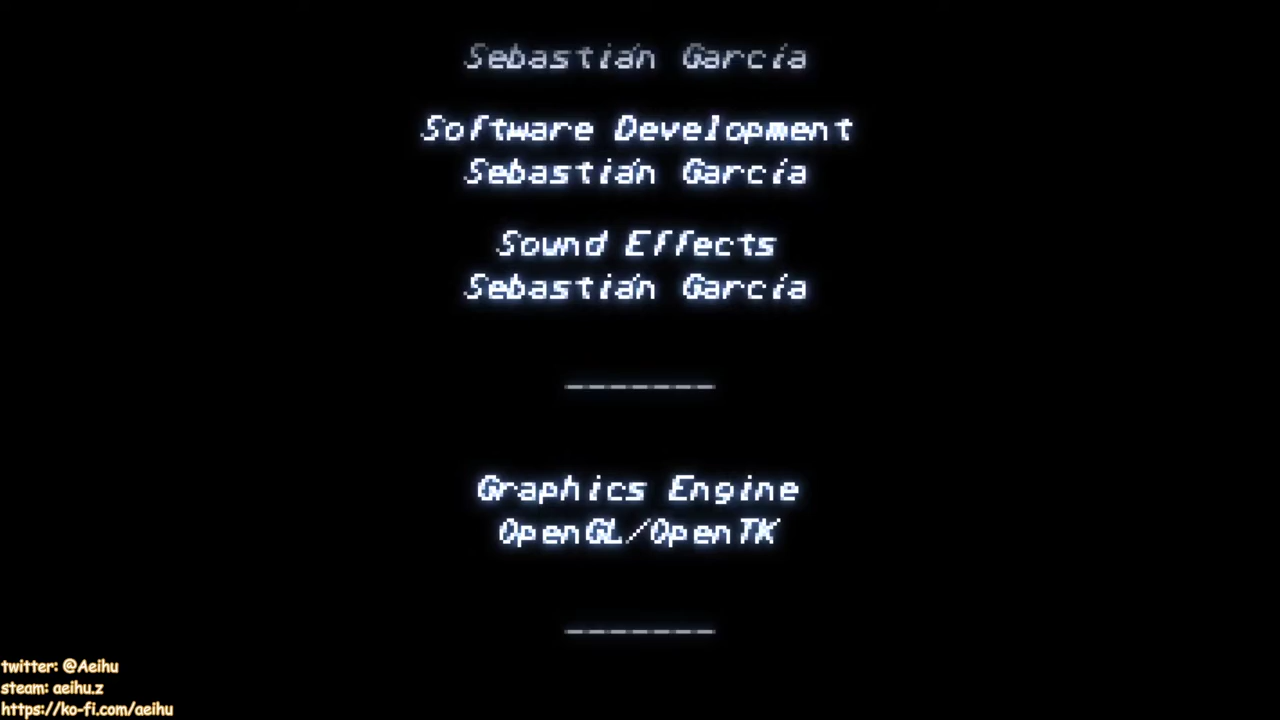 Sebastián García
Software Development
Sebastián García
Sound Effects
Sebastián García
-------
Graphics Engine
OpenGL/OpenTK
-------
twitter: @Aeihu
steam: aeihu.z
https://ko-fi.com/aeihu